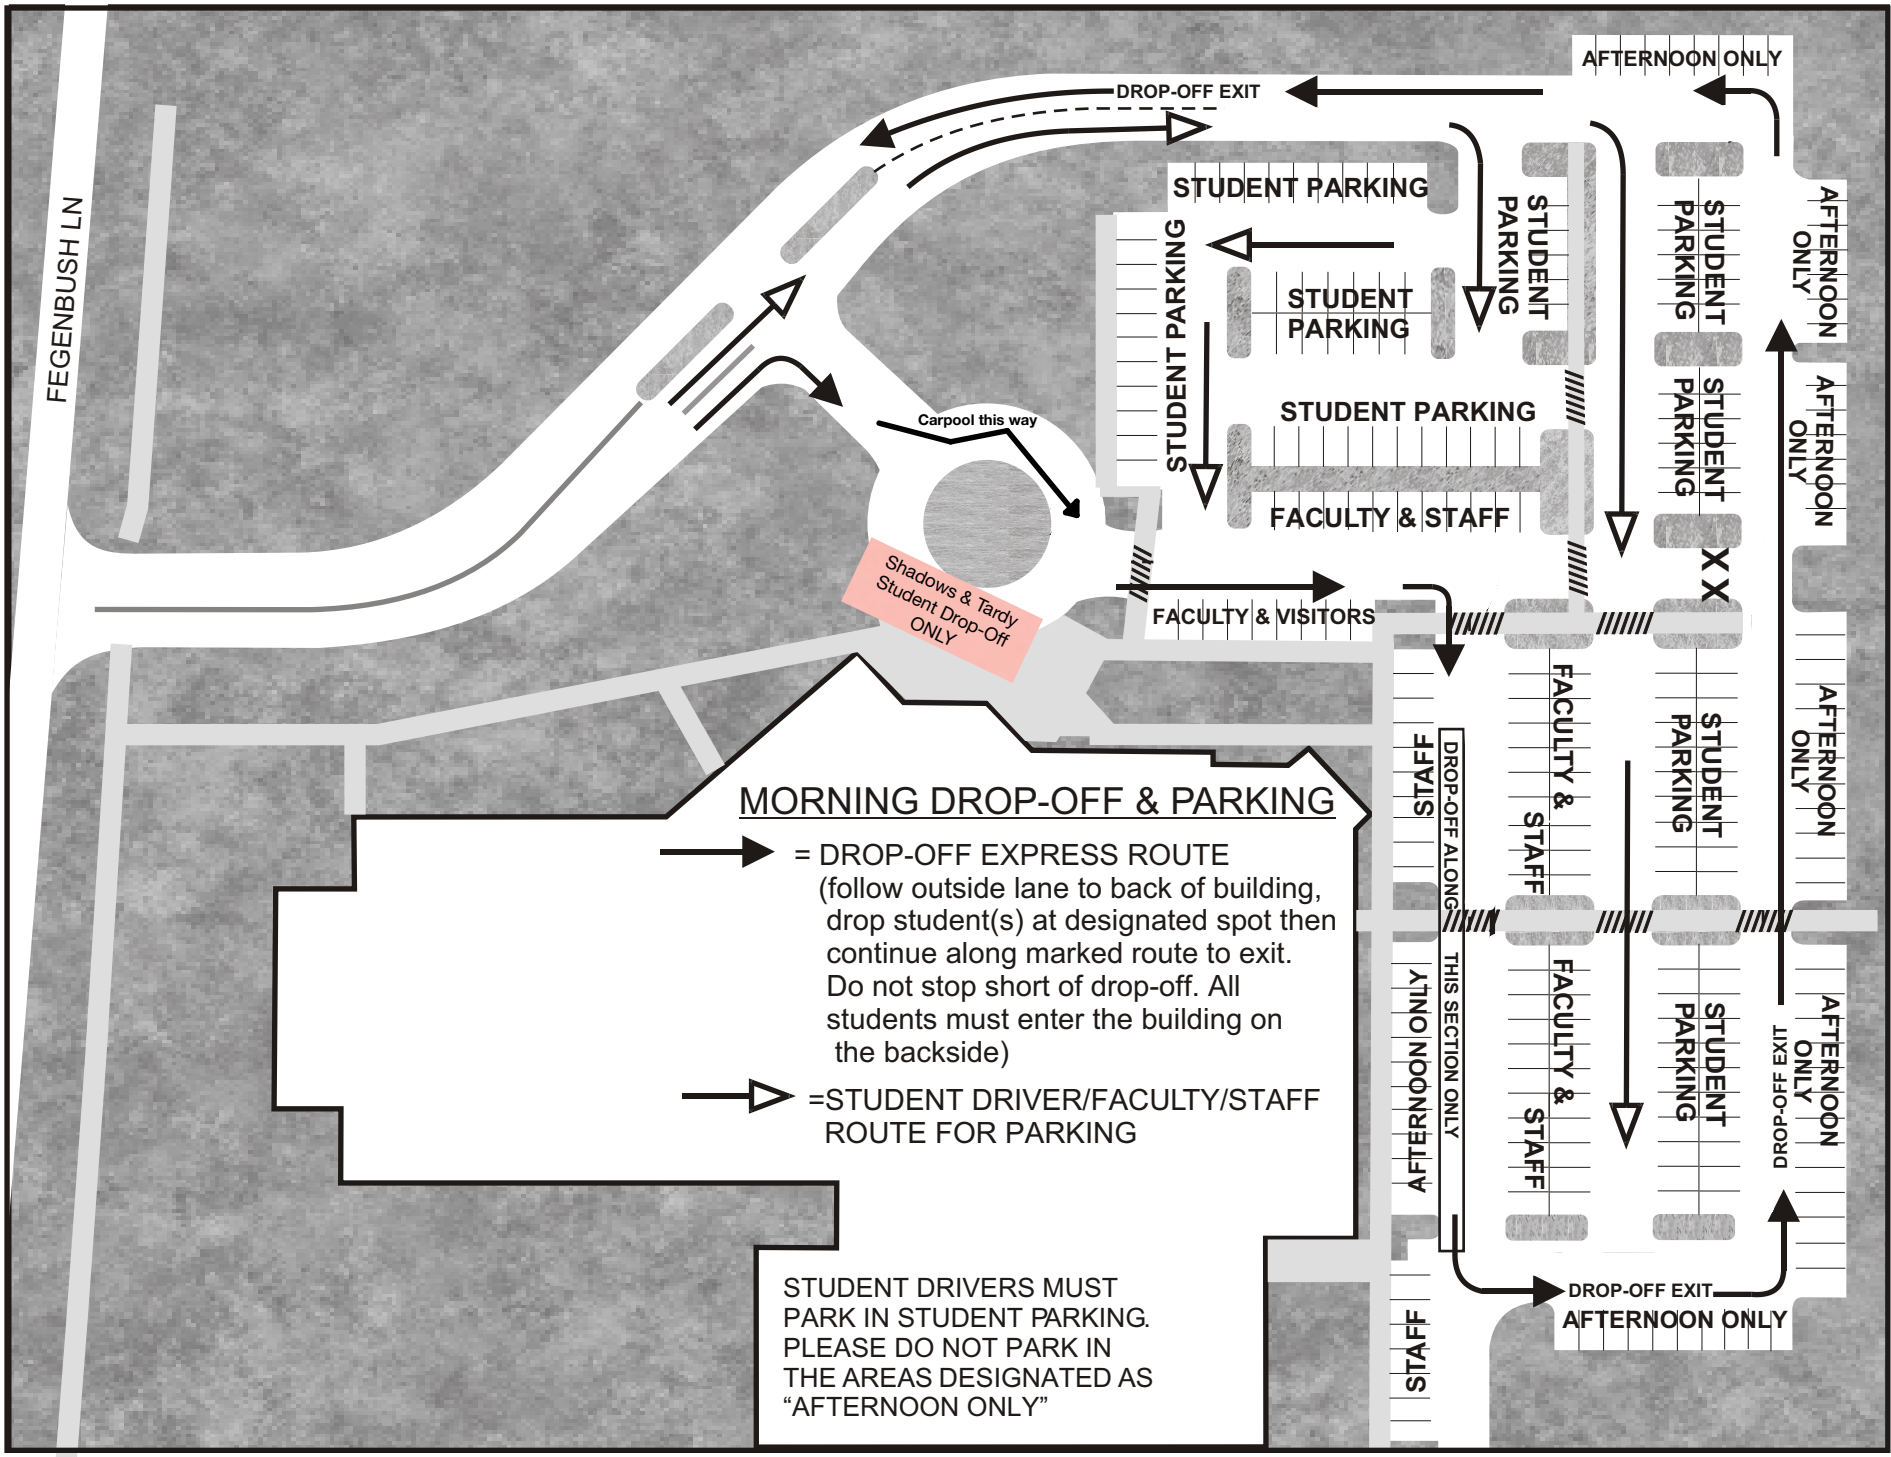 AFTERNOON ONLY
DROP-OFF EXIT
FEGENBUSH LN
STUDENT PARKING
STUDENT
PARKING
STUDENT
PARKING
AFTERNOON
ONLY
STUDENT PARKING
STUDENT
PARKING
STUDENT PARKING
STUDENT
PARKING
AFTERNOON
ONLY
Carpool this way
FACULTY & STAFF
XX
Shadows & Tardy
Student Drop-Off
ONLY
FACULTY & VISITORS
STAFF
DROP-OFF ALONG THIS SECTION ONLY
FACULTY &
STAFF
STUDENT
PARKING
AFTERNOON
ONLY
MORNING DROP-OFF & PARKING
= DROP-OFF EXPRESS ROUTE
(follow outside lane to back of building,
drop student(s) at designated spot then
continue along marked route to exit.
Do not stop short of drop-off. All
students must enter the building on
the backside)
=STUDENT DRIVER/FACULTY/STAFF
ROUTE FOR PARKING
AFTERNOON ONLY
FACULTY &
STAFF
STUDENT
PARKING
DROP-OFF EXIT
AFTERNOON
ONLY
STUDENT DRIVERS MUST
PARK IN STUDENT PARKING.
PLEASE DO NOT PARK IN
THE AREAS DESIGNATED AS
“AFTERNOON ONLY”
STAFF
DROP-OFF EXIT
AFTERNOON ONLY